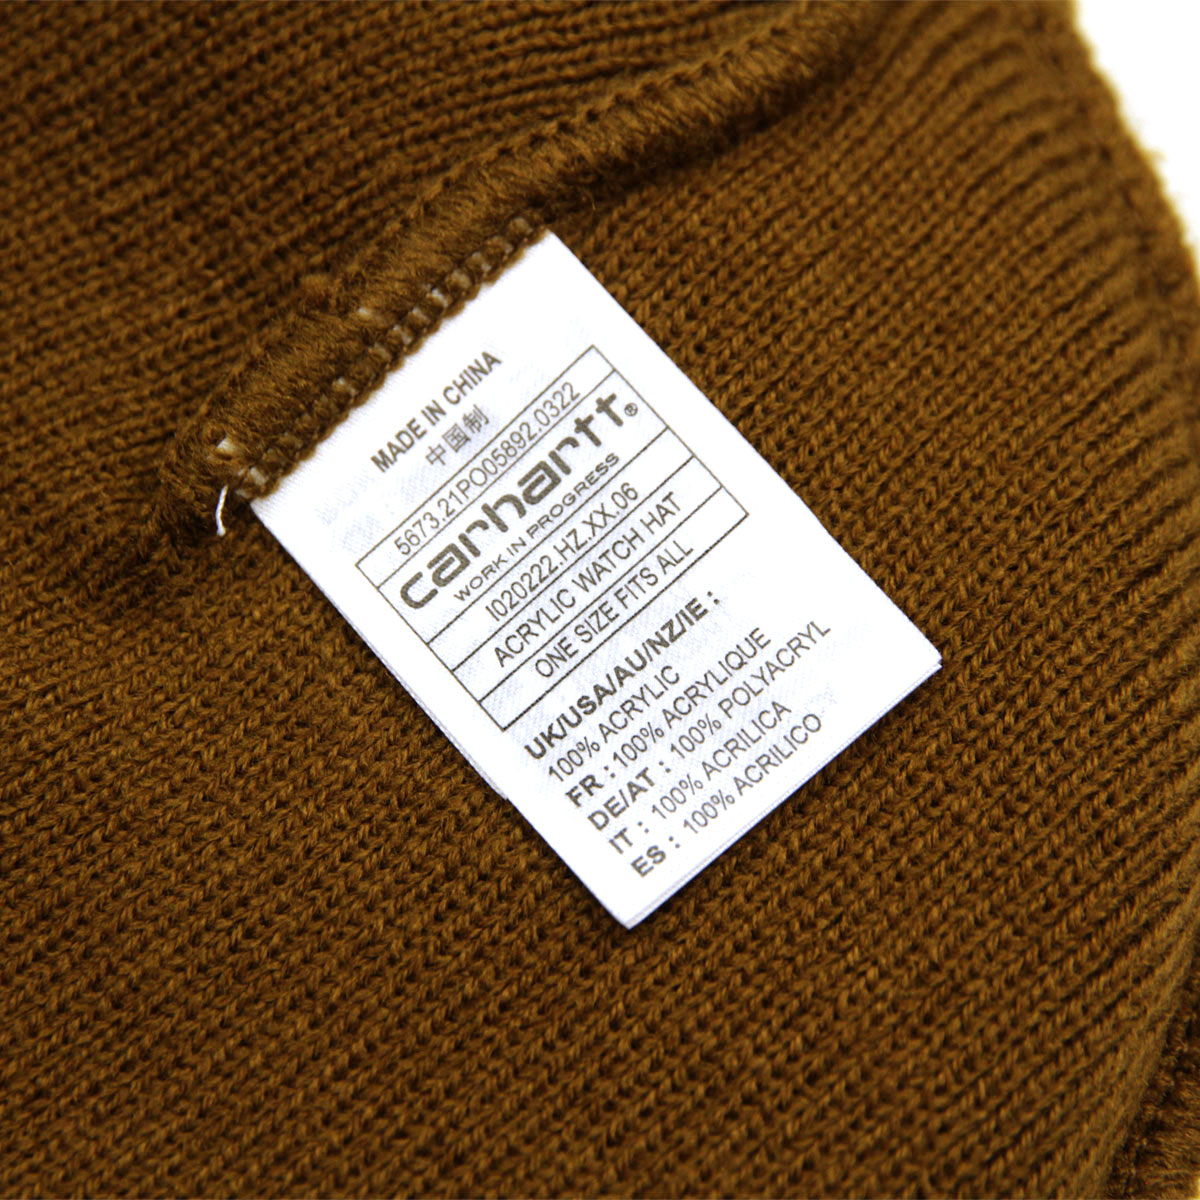 MADE IN CHINA
中国制
5673.21PO05892.0322
carhartt®
WORK IN PROGRESS
I020222.HZ.XX.06
ACRYLIC WATCH HAT
ONE SIZE FITS ALL
UK/USA/AU/NZ/IE :
100% ACRYLIC
FR : 100% ACRYLIQUE
DE/AT : 100% POLYACRYL
IT : 100% ACRILICA
ES : 100% ACRILICO